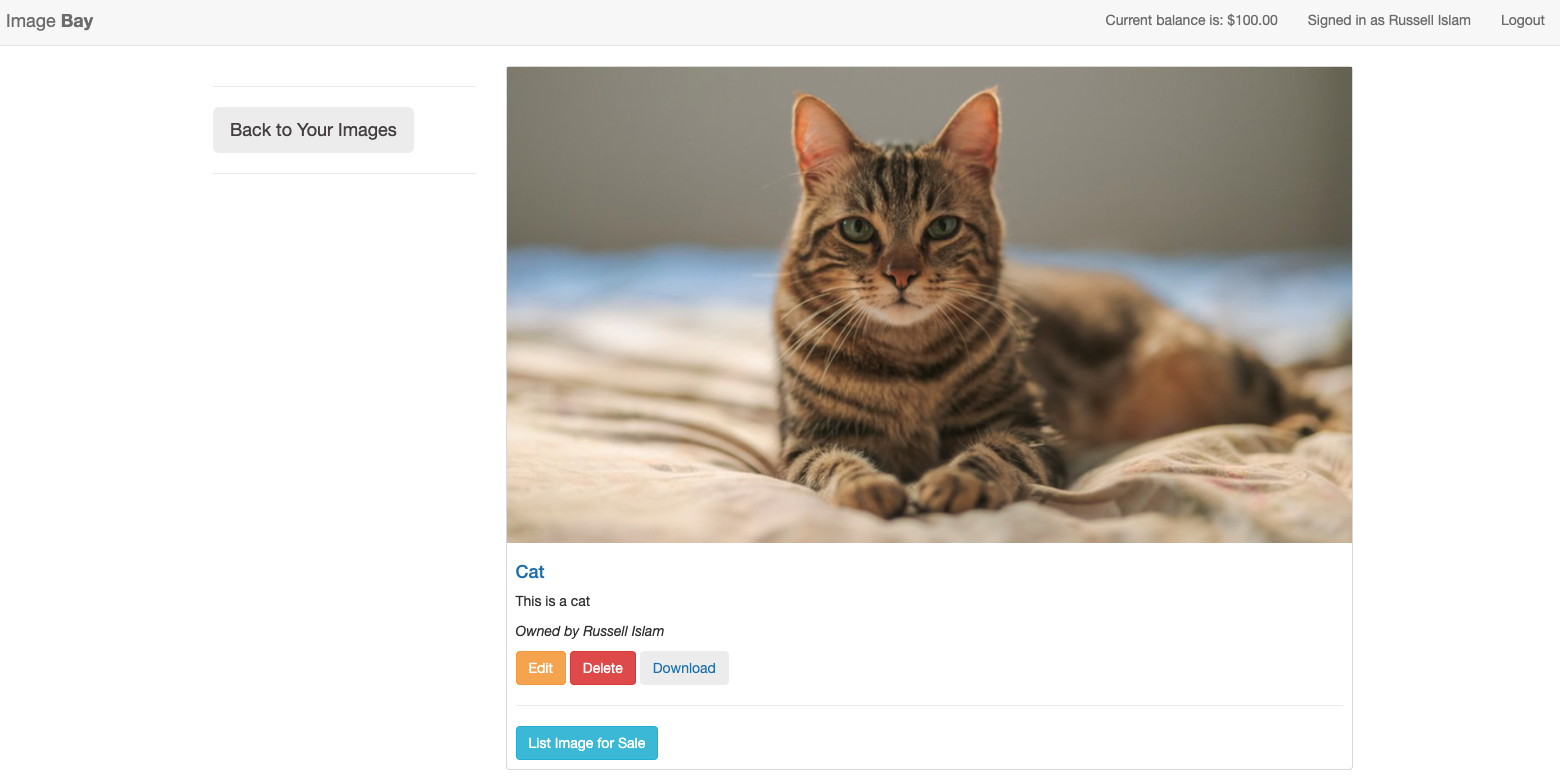 Image Bay
Current balance is: $100.00
Signed in as Russell Islam
Logout
Back to Your Images
Cat
This is a cat
Owned by Russell Islam
Edit
Delete
Download
List Image for Sale